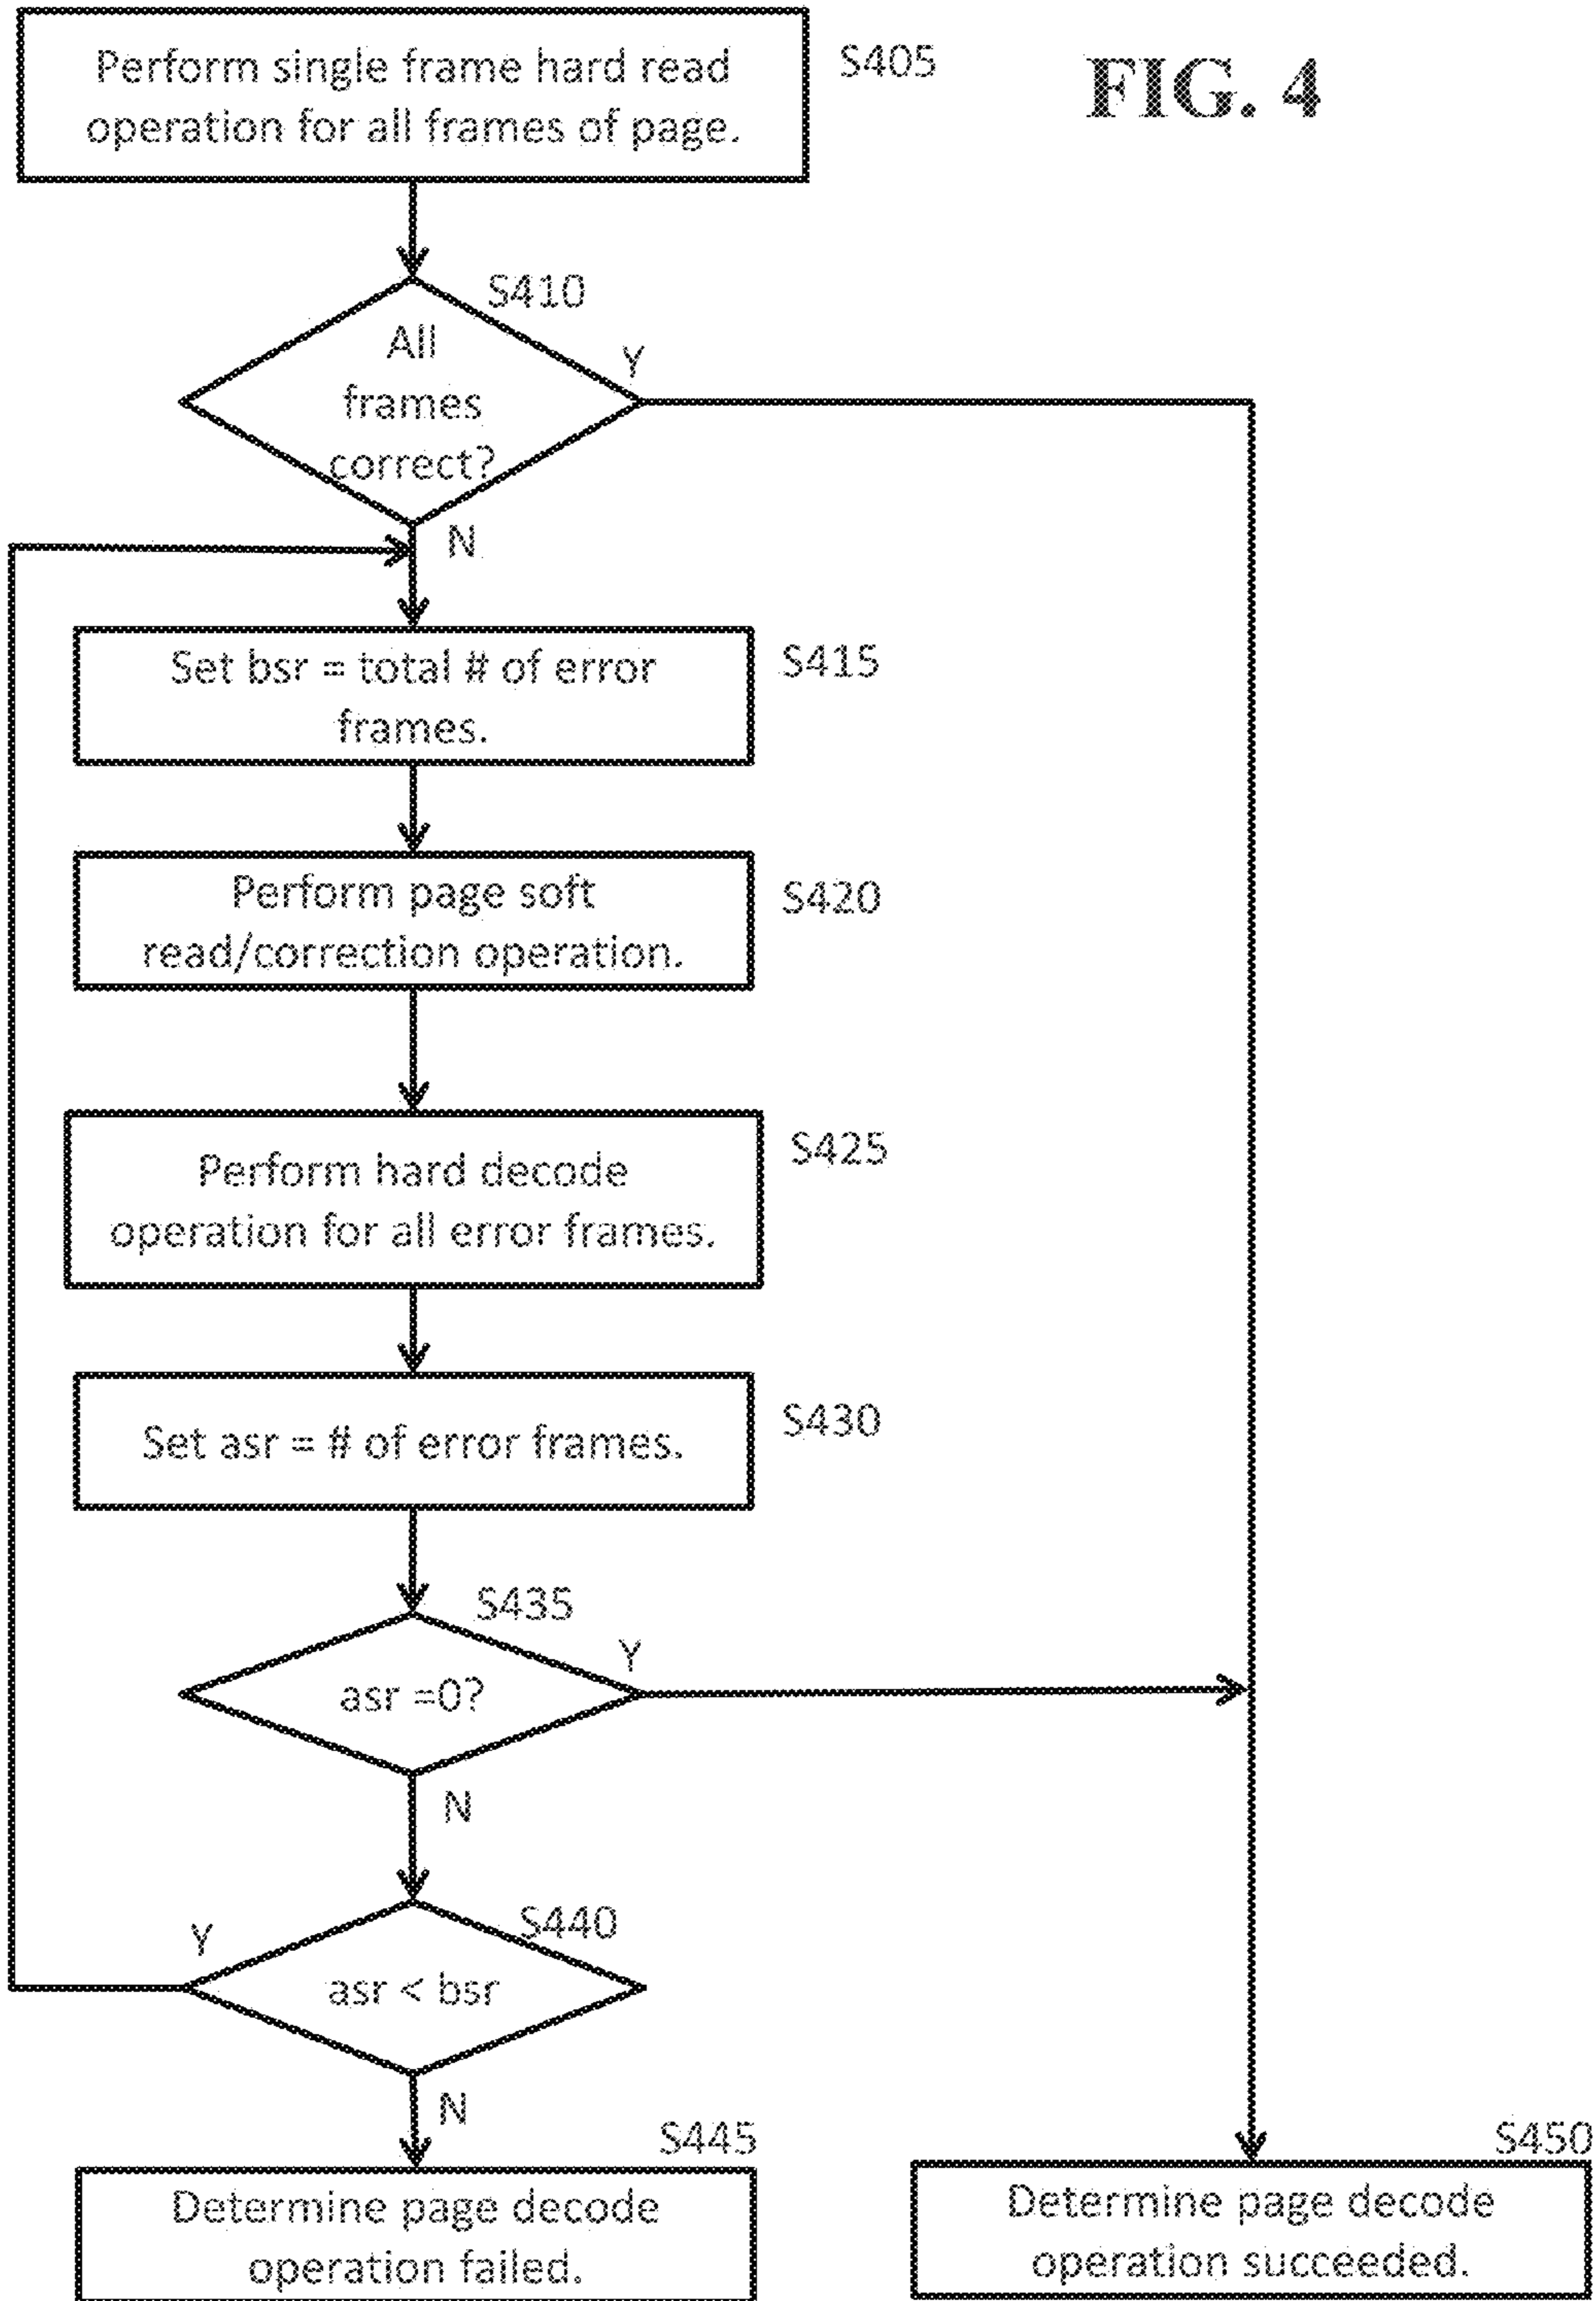 Perform single frame hard read
operation for all frames of page.
S405
FIG. 4
S410
All
frames
correct?
Y
N
Set bsr = total # of error
frames.
S415
Perform page soft
read/correction operation.
S420
Perform hard decode
operation for all error frames.
S425
Set asr = # of error frames.
S430
S435
asr =0?
Y
N
S440
Y
asr < bsr
N
S445
Determine page decode
operation failed.
S450
Determine page decode
operation succeeded.